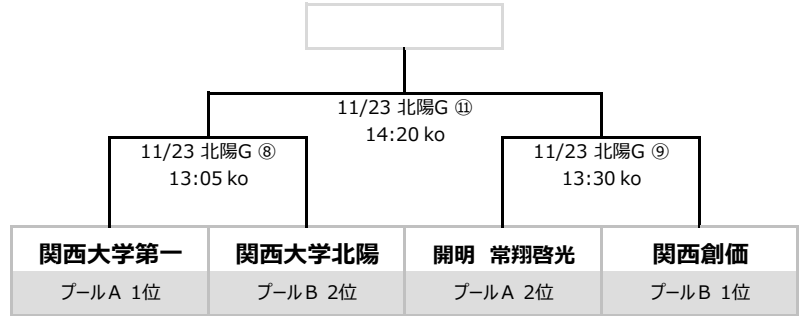 11/23 北陽G ⑪
14:20 ko
11/23 北陽G ⑧
13:05 ko
11/23 北陽G ⑨
13:30 ko
関西大学第一 関西大学北陽 開明 常翔啓光 関西創価
プールA 1位 プールB 2位 プールA 2位 プールB 1位